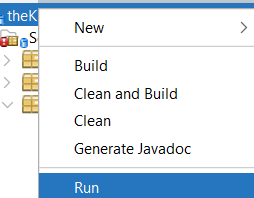 theK
New
S
Build
Clean and Build
Clean
Generate Javadoc
Run